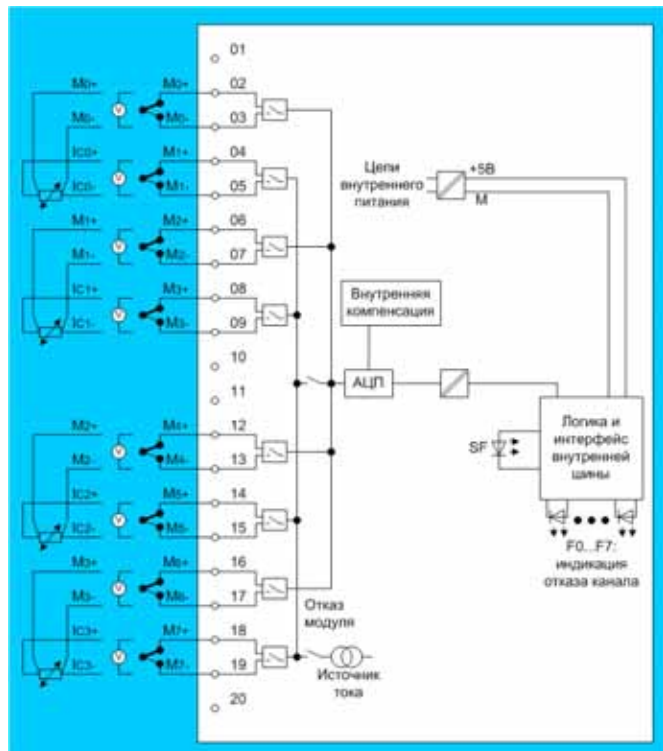 01
M0+ M0+ 02
V
M0- M0- 03
IC0+ M1+ 04
V
IC0- M1- 05
Цепи внутреннего питания
+5В
М
M1+ M2+ 06
V
M1- M2- 07
IC1+ M3+ 08
V
IC1- M3- 09
Внутренняя
компенсация
10
АЦП
11
M2+ M4+ 12
V
M2- M4- 13
Логика и
интерфейс
внутренней
шины
SF
IC2+ M5+ 14
V
IC2- M5- 15
F0...F7:
индикация
отказа канала
M3+ M6+ 16
V
M3- M6- 17
Отказ
модуля
IC3+ M7+ 18
V
IC3- M7- 19
Источник
тока
20